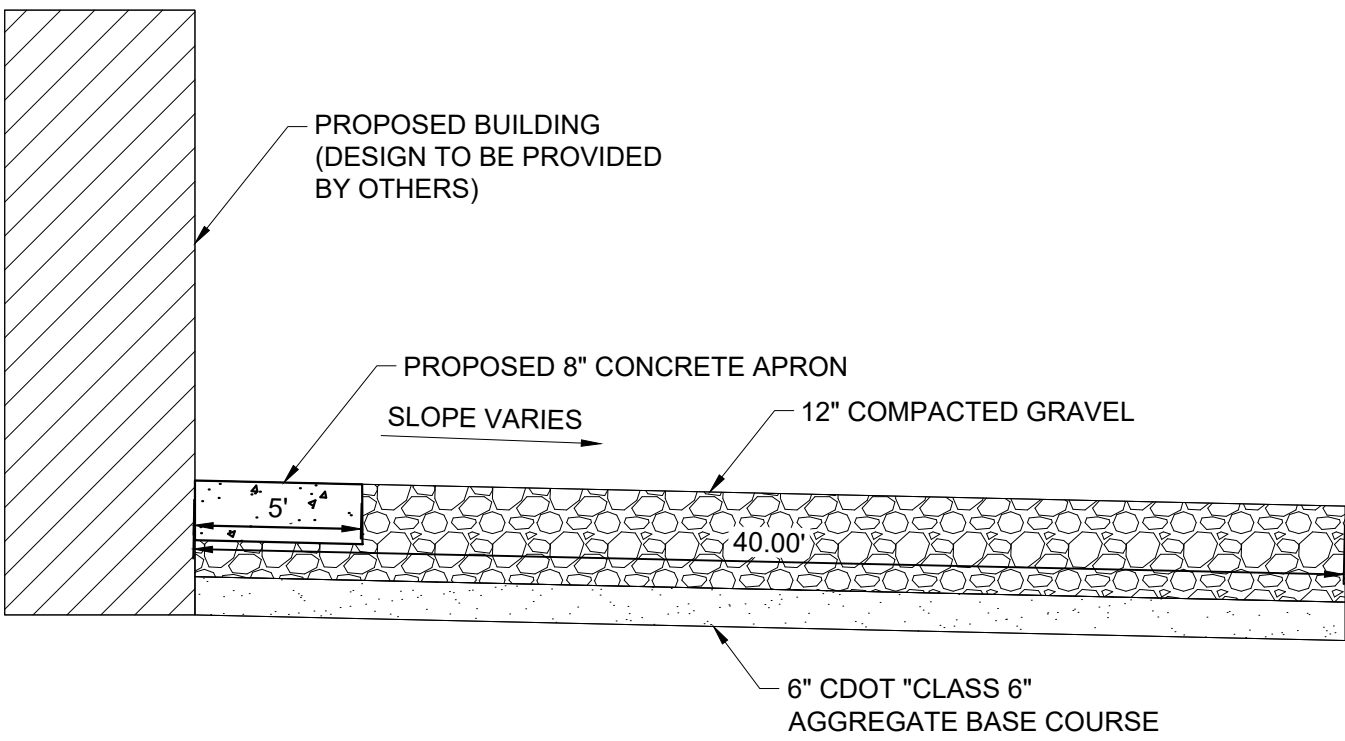 PROPOSED BUILDING
(DESIGN TO BE PROVIDED
BY OTHERS)
PROPOSED 8" CONCRETE APRON
SLOPE VARIES
12" COMPACTED GRAVEL
5'
40.00'
6" CDOT "CLASS 6"
AGGREGATE BASE COURSE